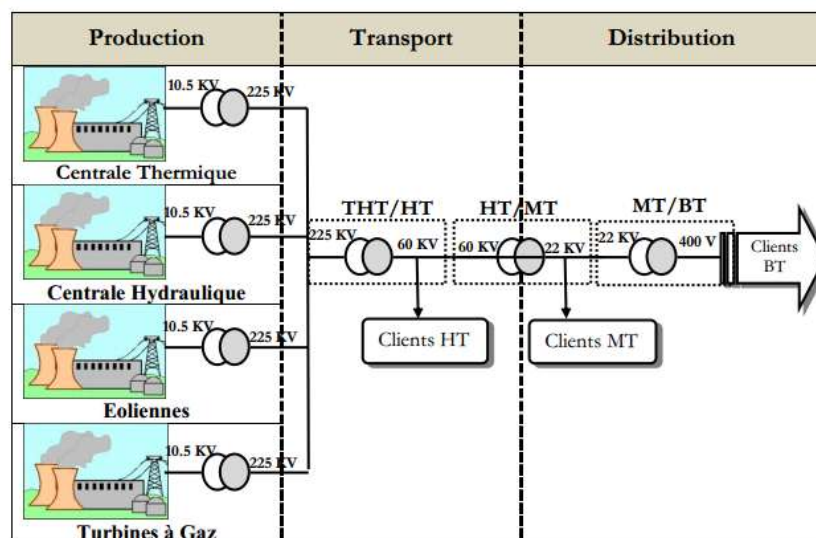 Production
Transport
Distribution
10.5 KV
225 KV
Centrale Thermique
10.5 KV
225 KV
Centrale Hydraulique
10.5 KV
225 KV
Eoliennes
10.5 KV
225 KV
Turbines à Gaz
THT/HT
225 KV
60 KV
HT/MT
60 KV
22 KV
MT/BT
22 KV
400 V
Clients
BT
Clients HT
Clients MT